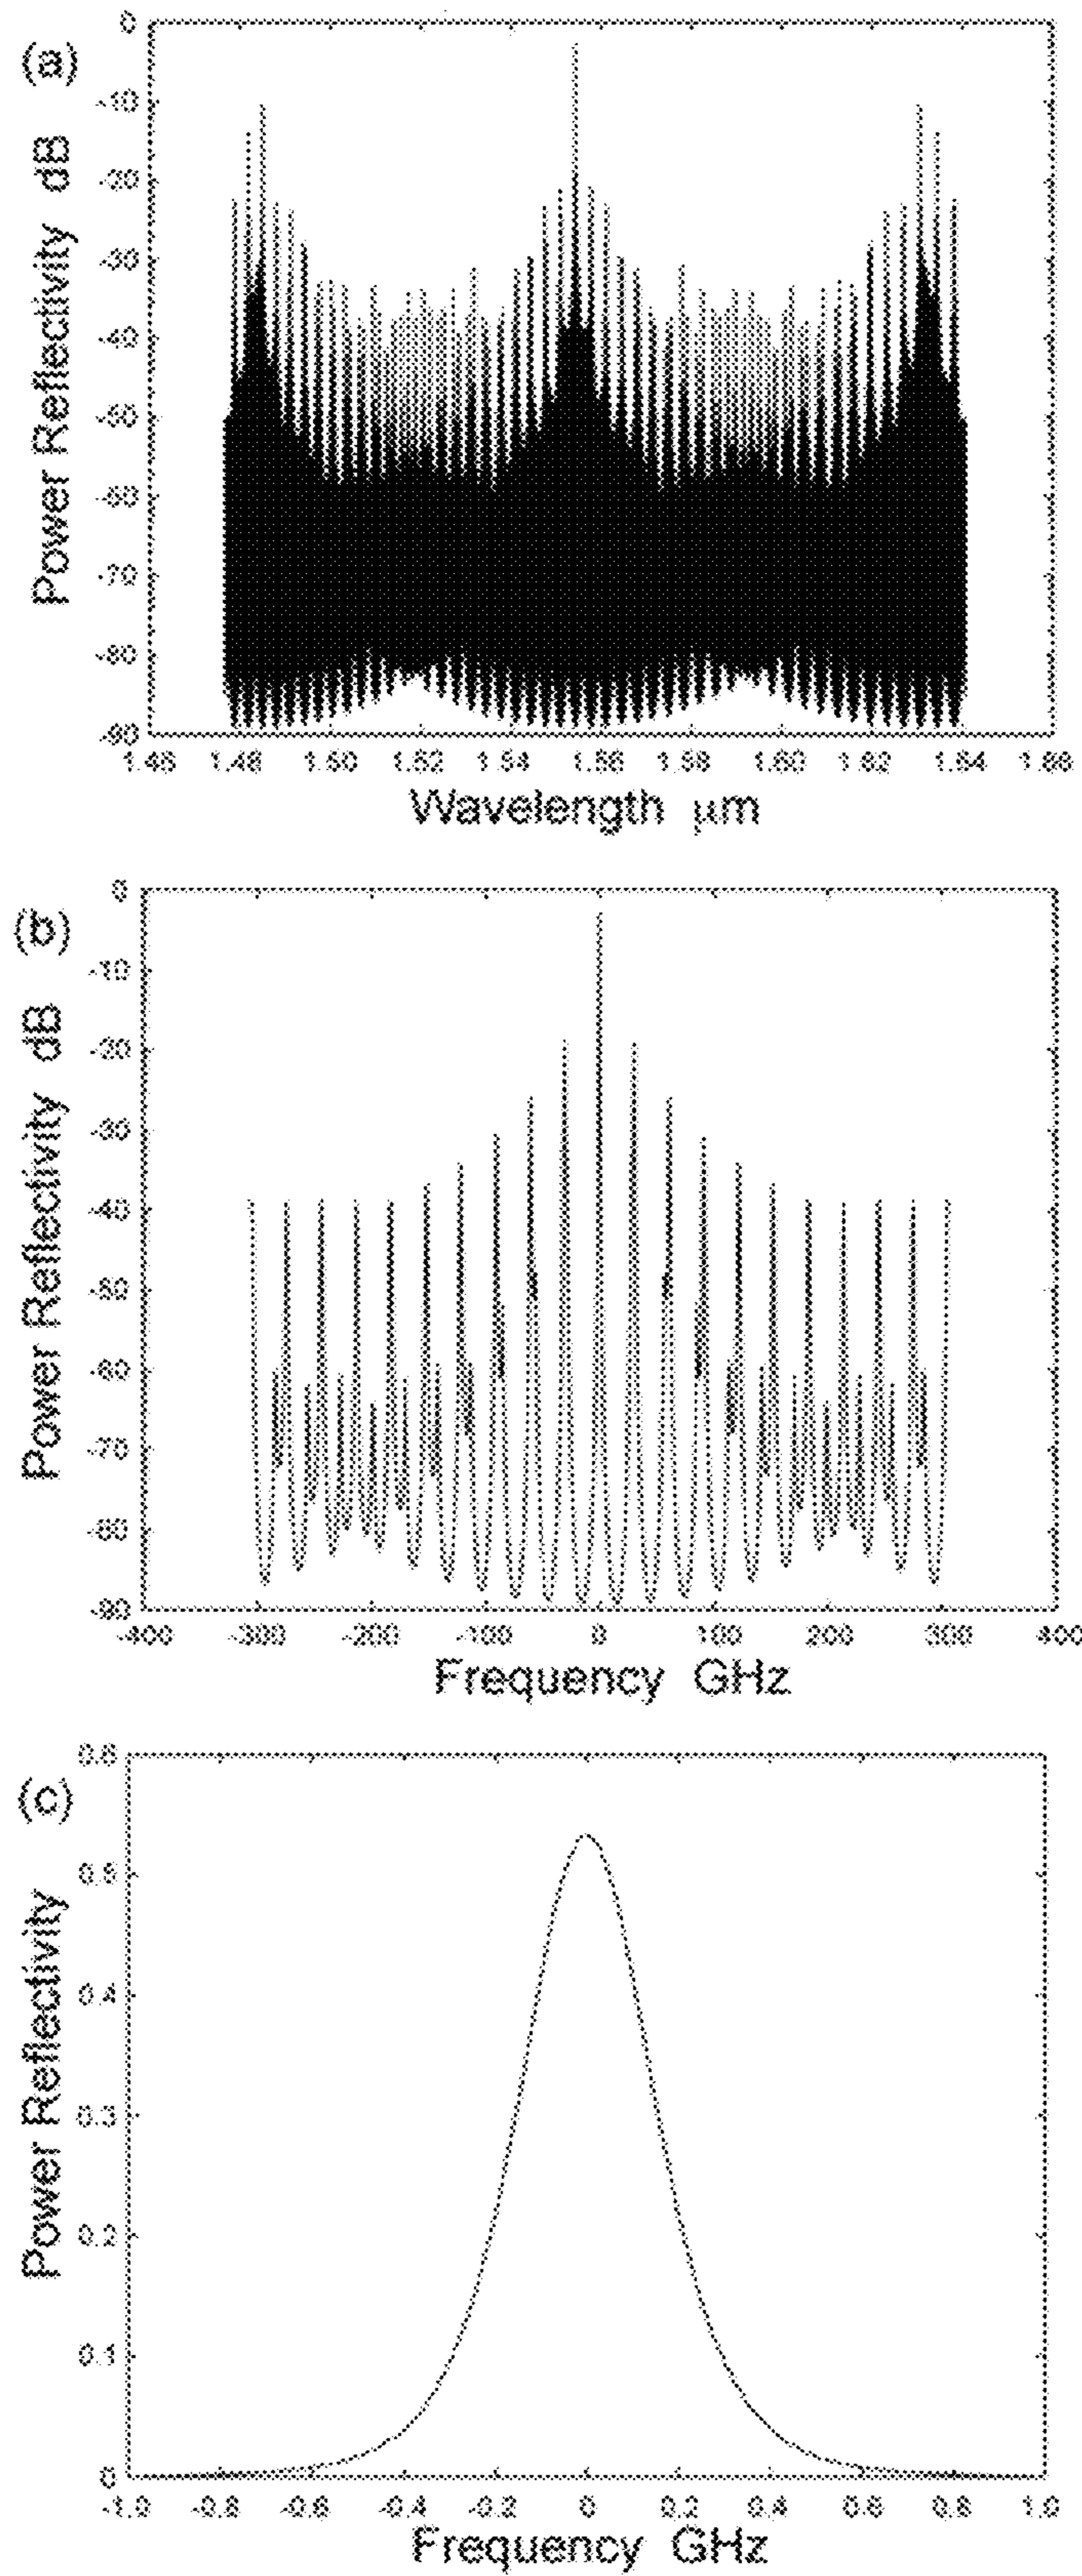 (a)
Power Reflectivity dB
0
-10
-20
-30
-40
-50
-60
-70
-80
-90
1.46 1.48 1.50 1.52 1.54 1.56 1.58 1.60 1.62 1.64 1.66
Wavelength μm
(b)
Power Reflectivity dB
0
-10
-20
-30
-40
-50
-60
-70
-80
-90
-400 -300 -200 -100 0 100 200 300 400
Frequency GHz
(c)
Power Reflectivity
0.6
0.5
0.4
0.3
0.2
0.1
0
-1.0 -0.8 -0.6 -0.4 -0.2 0 0.2 0.4 0.6 0.8 1.0
Frequency GHz